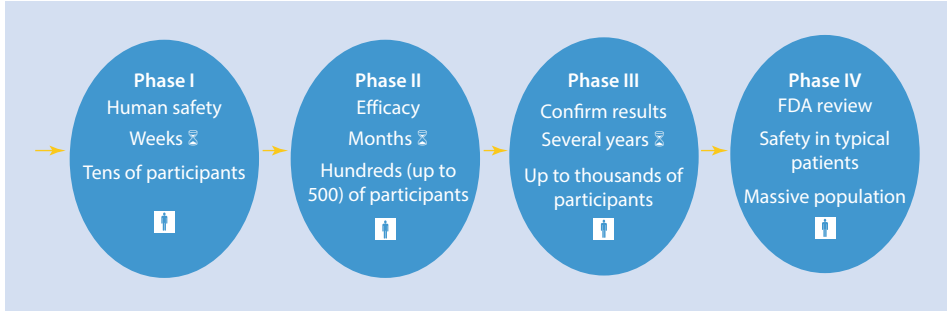 Phase I
Human safety
Weeks
Tens of participants
Phase II
Efficacy
Months
Hundreds (up to
500) of participants
Phase III
Confirm results
Several years
Up to thousands of
participants
Phase IV
FDA review
Safety in typical
patients
Massive population